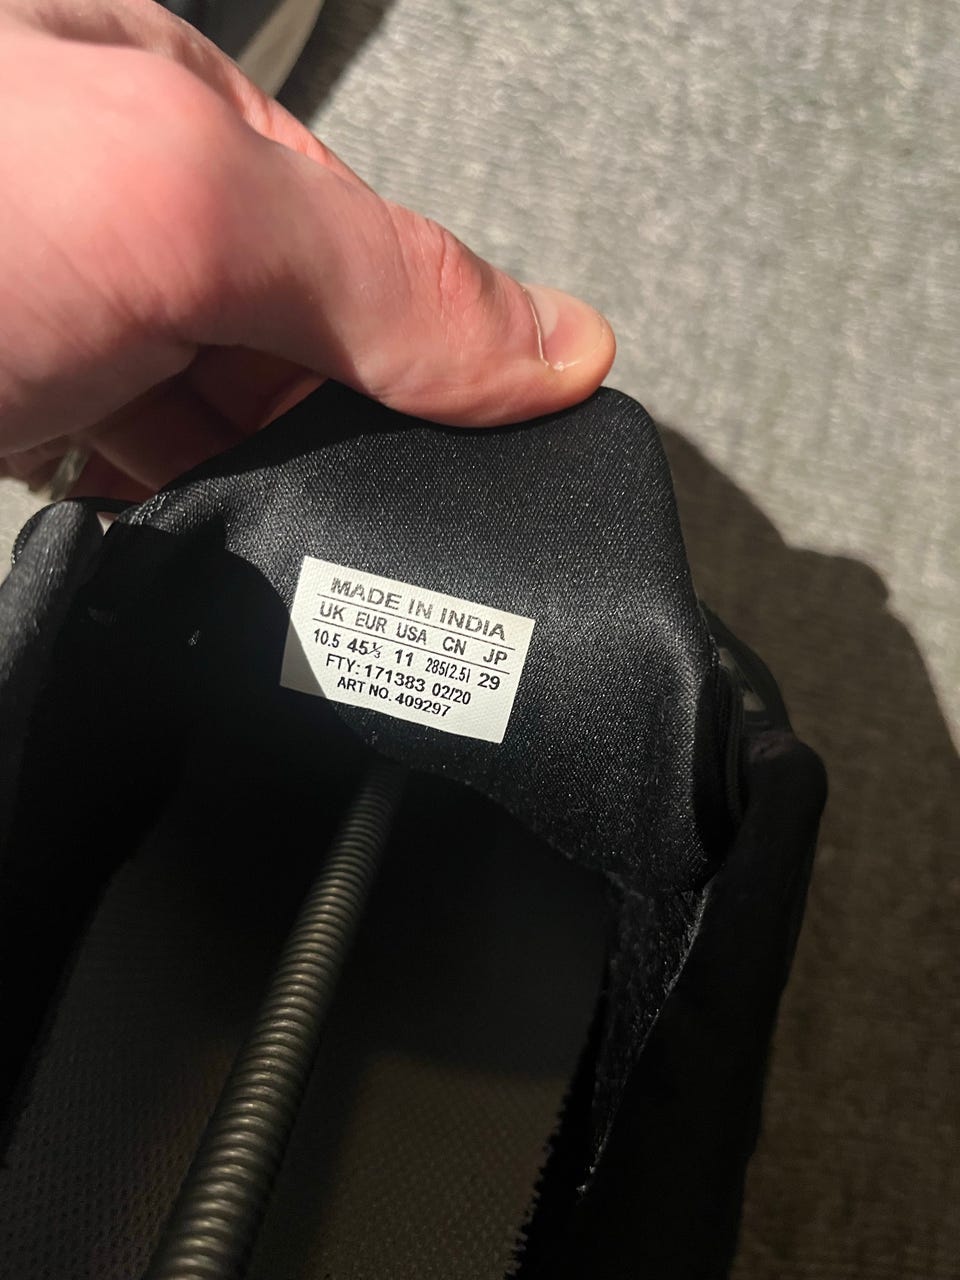 MADE IN INDIA
UK EUR USA CN JP
10.5 45⅓ 11 285(2.5) 29
FTY: 171383 02/20
ART NO. 409297